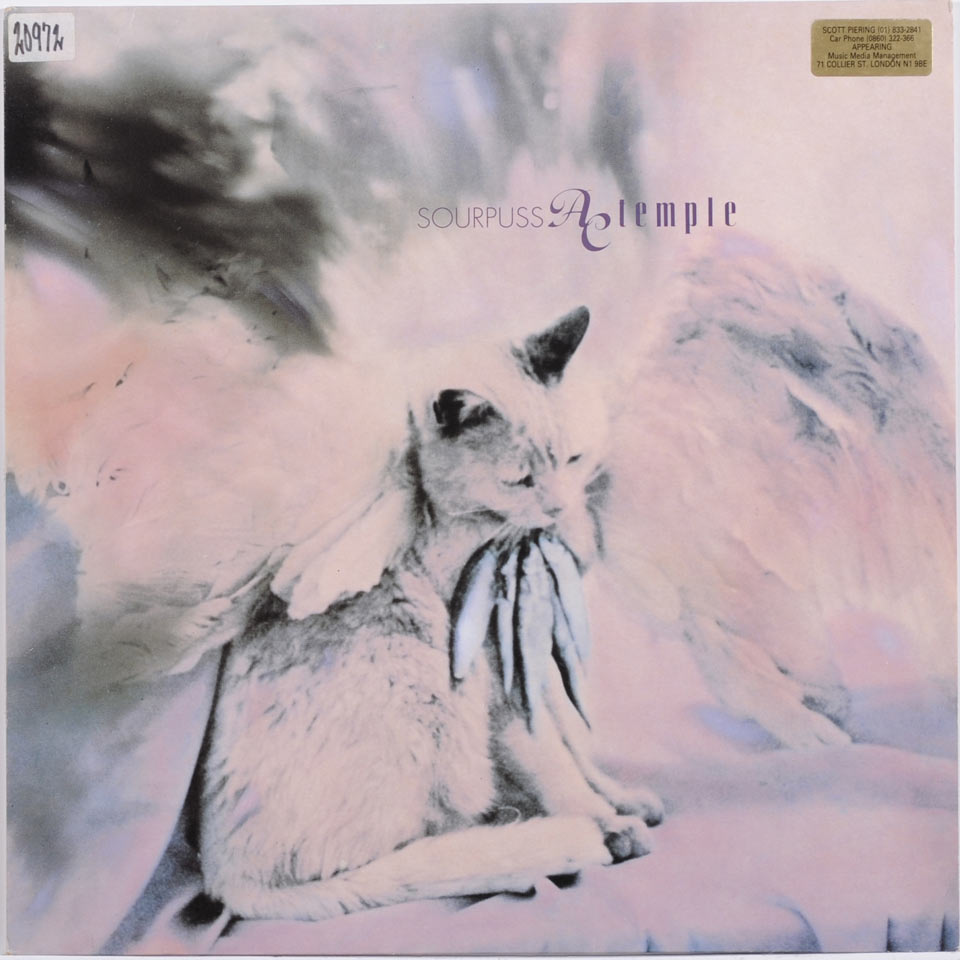 20972
SCOTT PIERING (01) 833-2841
Car Phone (0860) 322-366
APPEARING
Music Media Management
71 COLLIER ST. LONDON N1 9BE
SOURPUSS AC temple